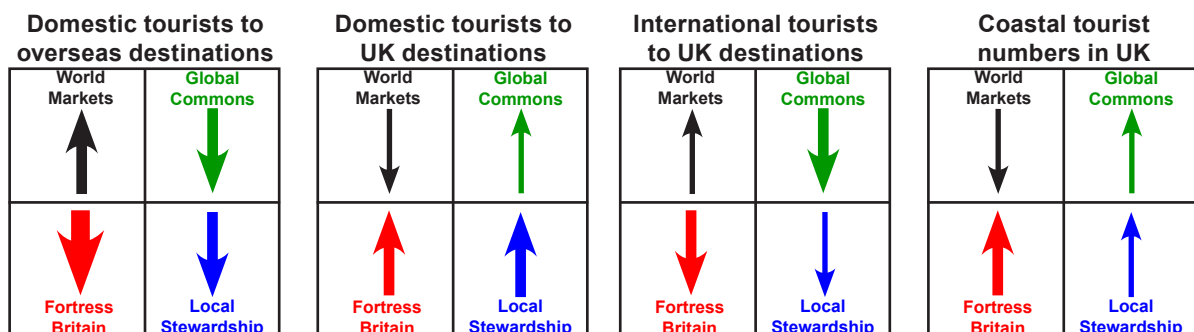 Domestic tourists to
overseas destinations
World
Markets
Global
Commons
Fortress
Britain
Local
Stewardship
Domestic tourists to
UK destinations
World
Markets
Global
Commons
Fortress
Britain
Local
Stewardship
International tourists
to UK destinations
World
Markets
Global
Commons
Fortress
Britain
Local
Stewardship
Coastal tourist
numbers in UK
World
Markets
Global
Commons
Fortress
Britain
Local
Stewardship